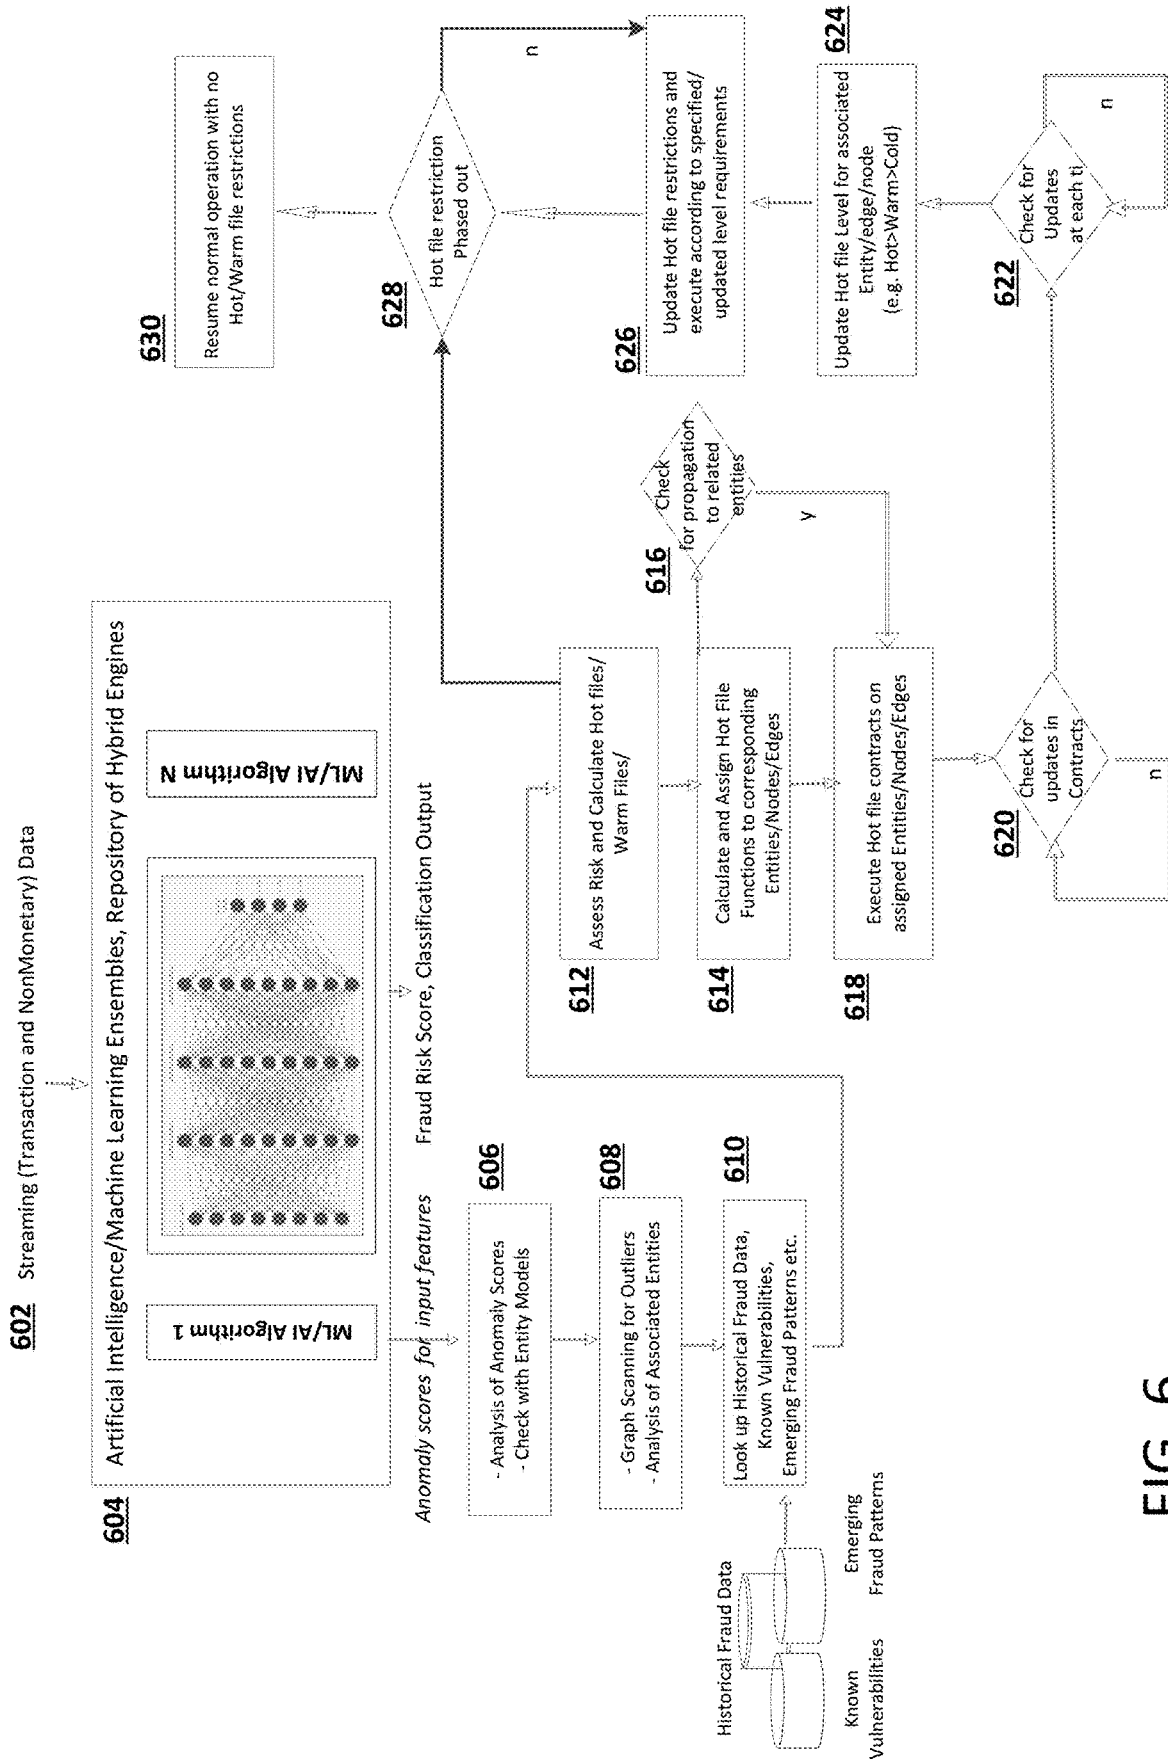 602
Streaming (Transaction and NonMonetary) Data
604
Artificial Intelligence/Machine Learning Ensembles, Repository of Hybrid Engines
ML/AI Algorithm 1
ML/AI Algorithm N
Anomaly scores for input features
Fraud Risk Score, Classification Output
606
- Analysis of Anomaly Scores
- Check with Entity Models
608
- Graph Scanning for Outliers
- Analysis of Associated Entities
610
Look up Historical Fraud Data,
Known Vulnerabilities,
Emerging Fraud Patterns etc.
Historical Fraud Data
Known
Vulnerabilities
Emerging
Fraud Patterns
612
Assess Risk and Calculate Hot files/
Warm Files/
614
Calculate and Assign Hot File
Functions to corresponding
Entities/Nodes/Edges
616
Check
for propagation
to related
entities
y
618
Execute Hot file contracts on
assigned Entities/Nodes/Edges
620
Check for
updates in
Contracts
n
622
Check for
Updates
at each ti
n
624
Update Hot file Level for associated
Entity/edge/node
(e.g. Hot>Warm>Cold)
626
Update Hot file restrictions and
execute according to specified/
updated level requirements
628
Hot file restriction
Phased out
n
630
Resume normal operation with no
Hot/Warm file restrictions
FIG. 6